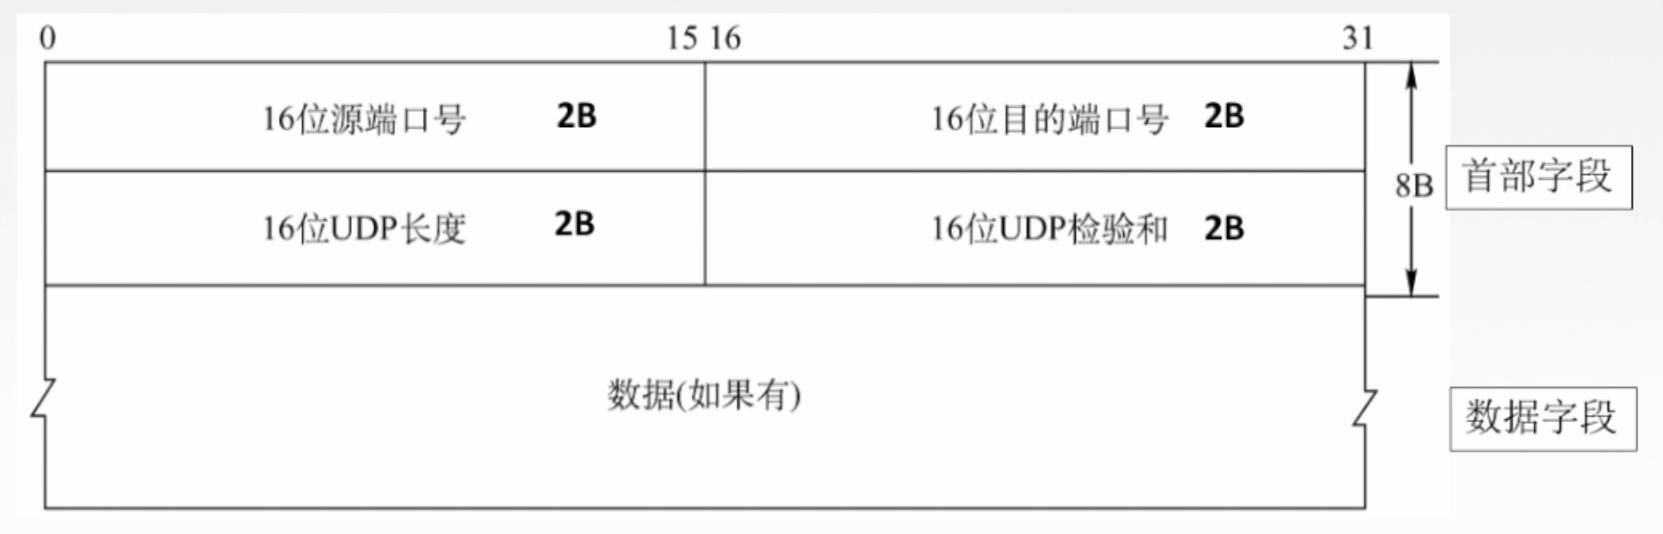 0 15 16 31
16位源端口号 2B 16位目的端口号 2B
首部字段
8B
16位UDP长度 2B 16位UDP检验和 2B
数据(如果有)
数据字段